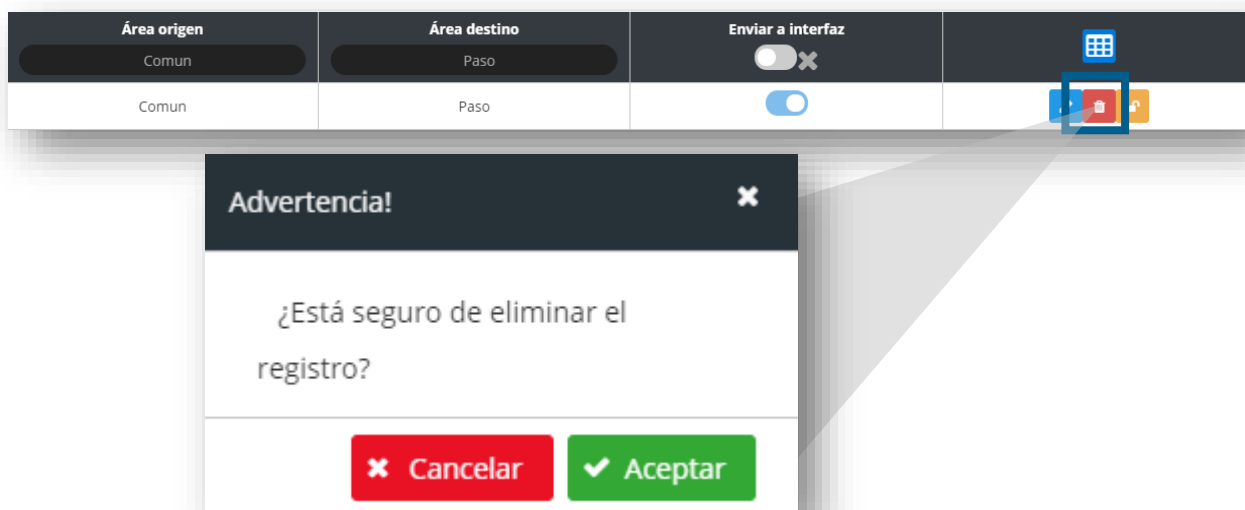 Área origen Área destino Enviar a interfaz
Comun Paso
Comun Paso
Advertencia!
¿Está seguro de eliminar el
registro?
Cancelar Aceptar